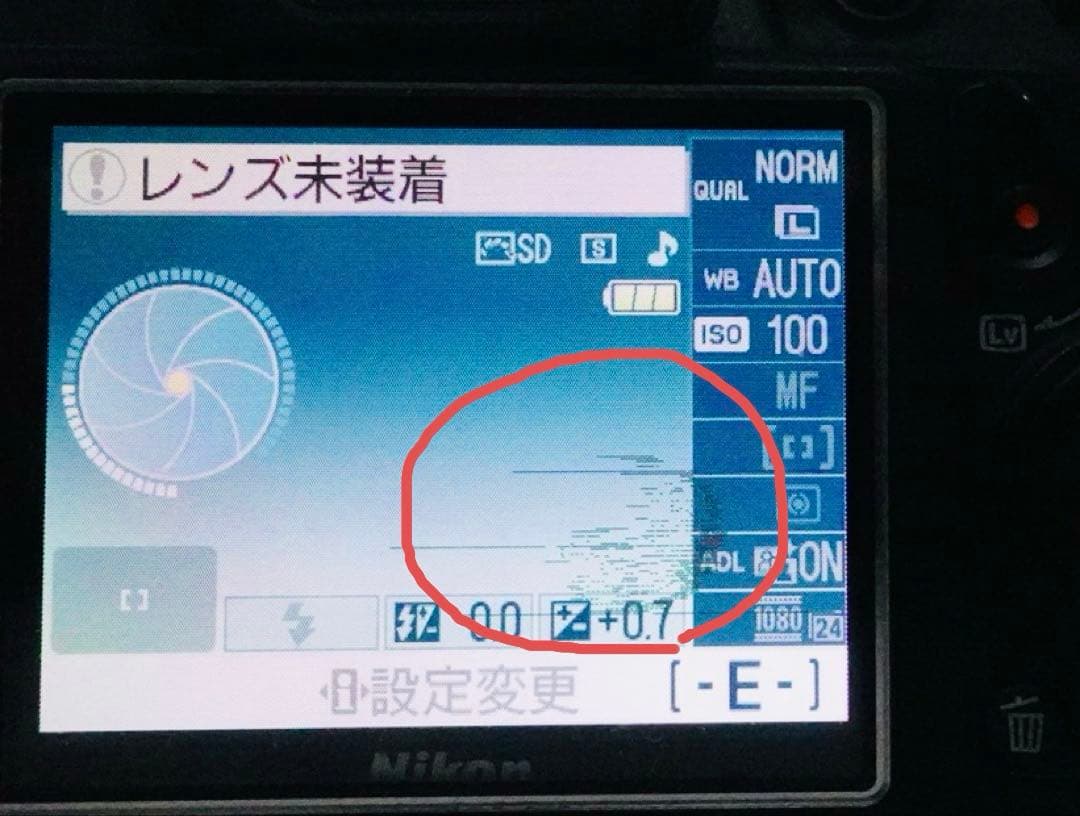 レンズ未装着
QUAL NORM
L
SD S
WB AUTO
ISO 100
MF
ADL ON
0.0 +0.7
1080 24
設定変更 [-E-]
Nikon
Lv